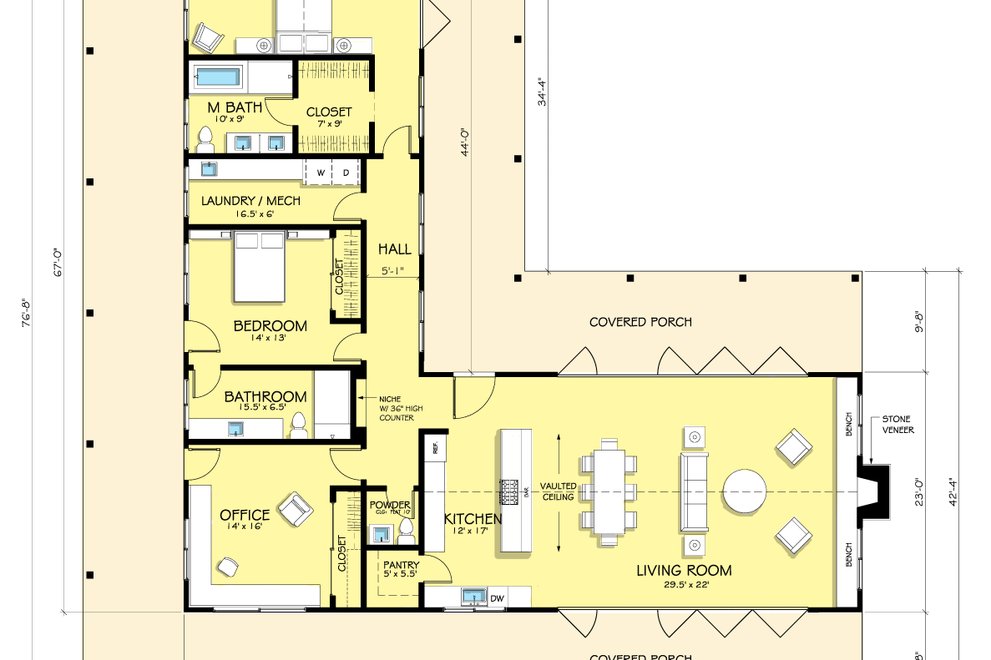 M BATH
10' x 9'
CLOSET
7' x 9'
34'-4"
44'-0"
W D
LAUNDRY / MECH
16.5' x 6'
HALL
5'-1"
67'-0"
76'-8"
CLOSET
BEDROOM
14' x 13'
COVERED PORCH
9'-8"
BATHROOM
15.5' x 6.5'
NICHE
W/ 36" HIGH
COUNTER
BENCH
STONE
VENEER
REF.
BAR
VAULTED
CEILING
23'-0"
42'-4"
OFFICE
14' x 16'
POWDER
KITCHEN
12' x 17'
CLOSET
PANTRY
5' x 5.5'
BENCH
LIVING ROOM
29.5' x 22'
DW
COVERED PORCH